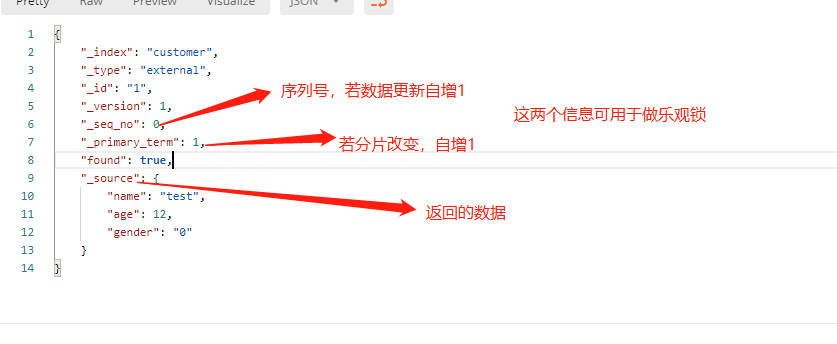 Pretty Raw Preview Visualize JSON
1 {
2 "_index": "customer",
3 "_type": "external",
4 "_id": "1",
序列号，若数据更新自增1
5 "_version": 1,
这两个信息可用于做乐观锁
6 "_seq_no": 0,
7 "_primary_term": 1,
若分片改变，自增1
8 "found": true,
9 "_source": {
10 "name": "test",
11 "age": 12,
返回的数据
12 "gender": "0"
13 }
14 }